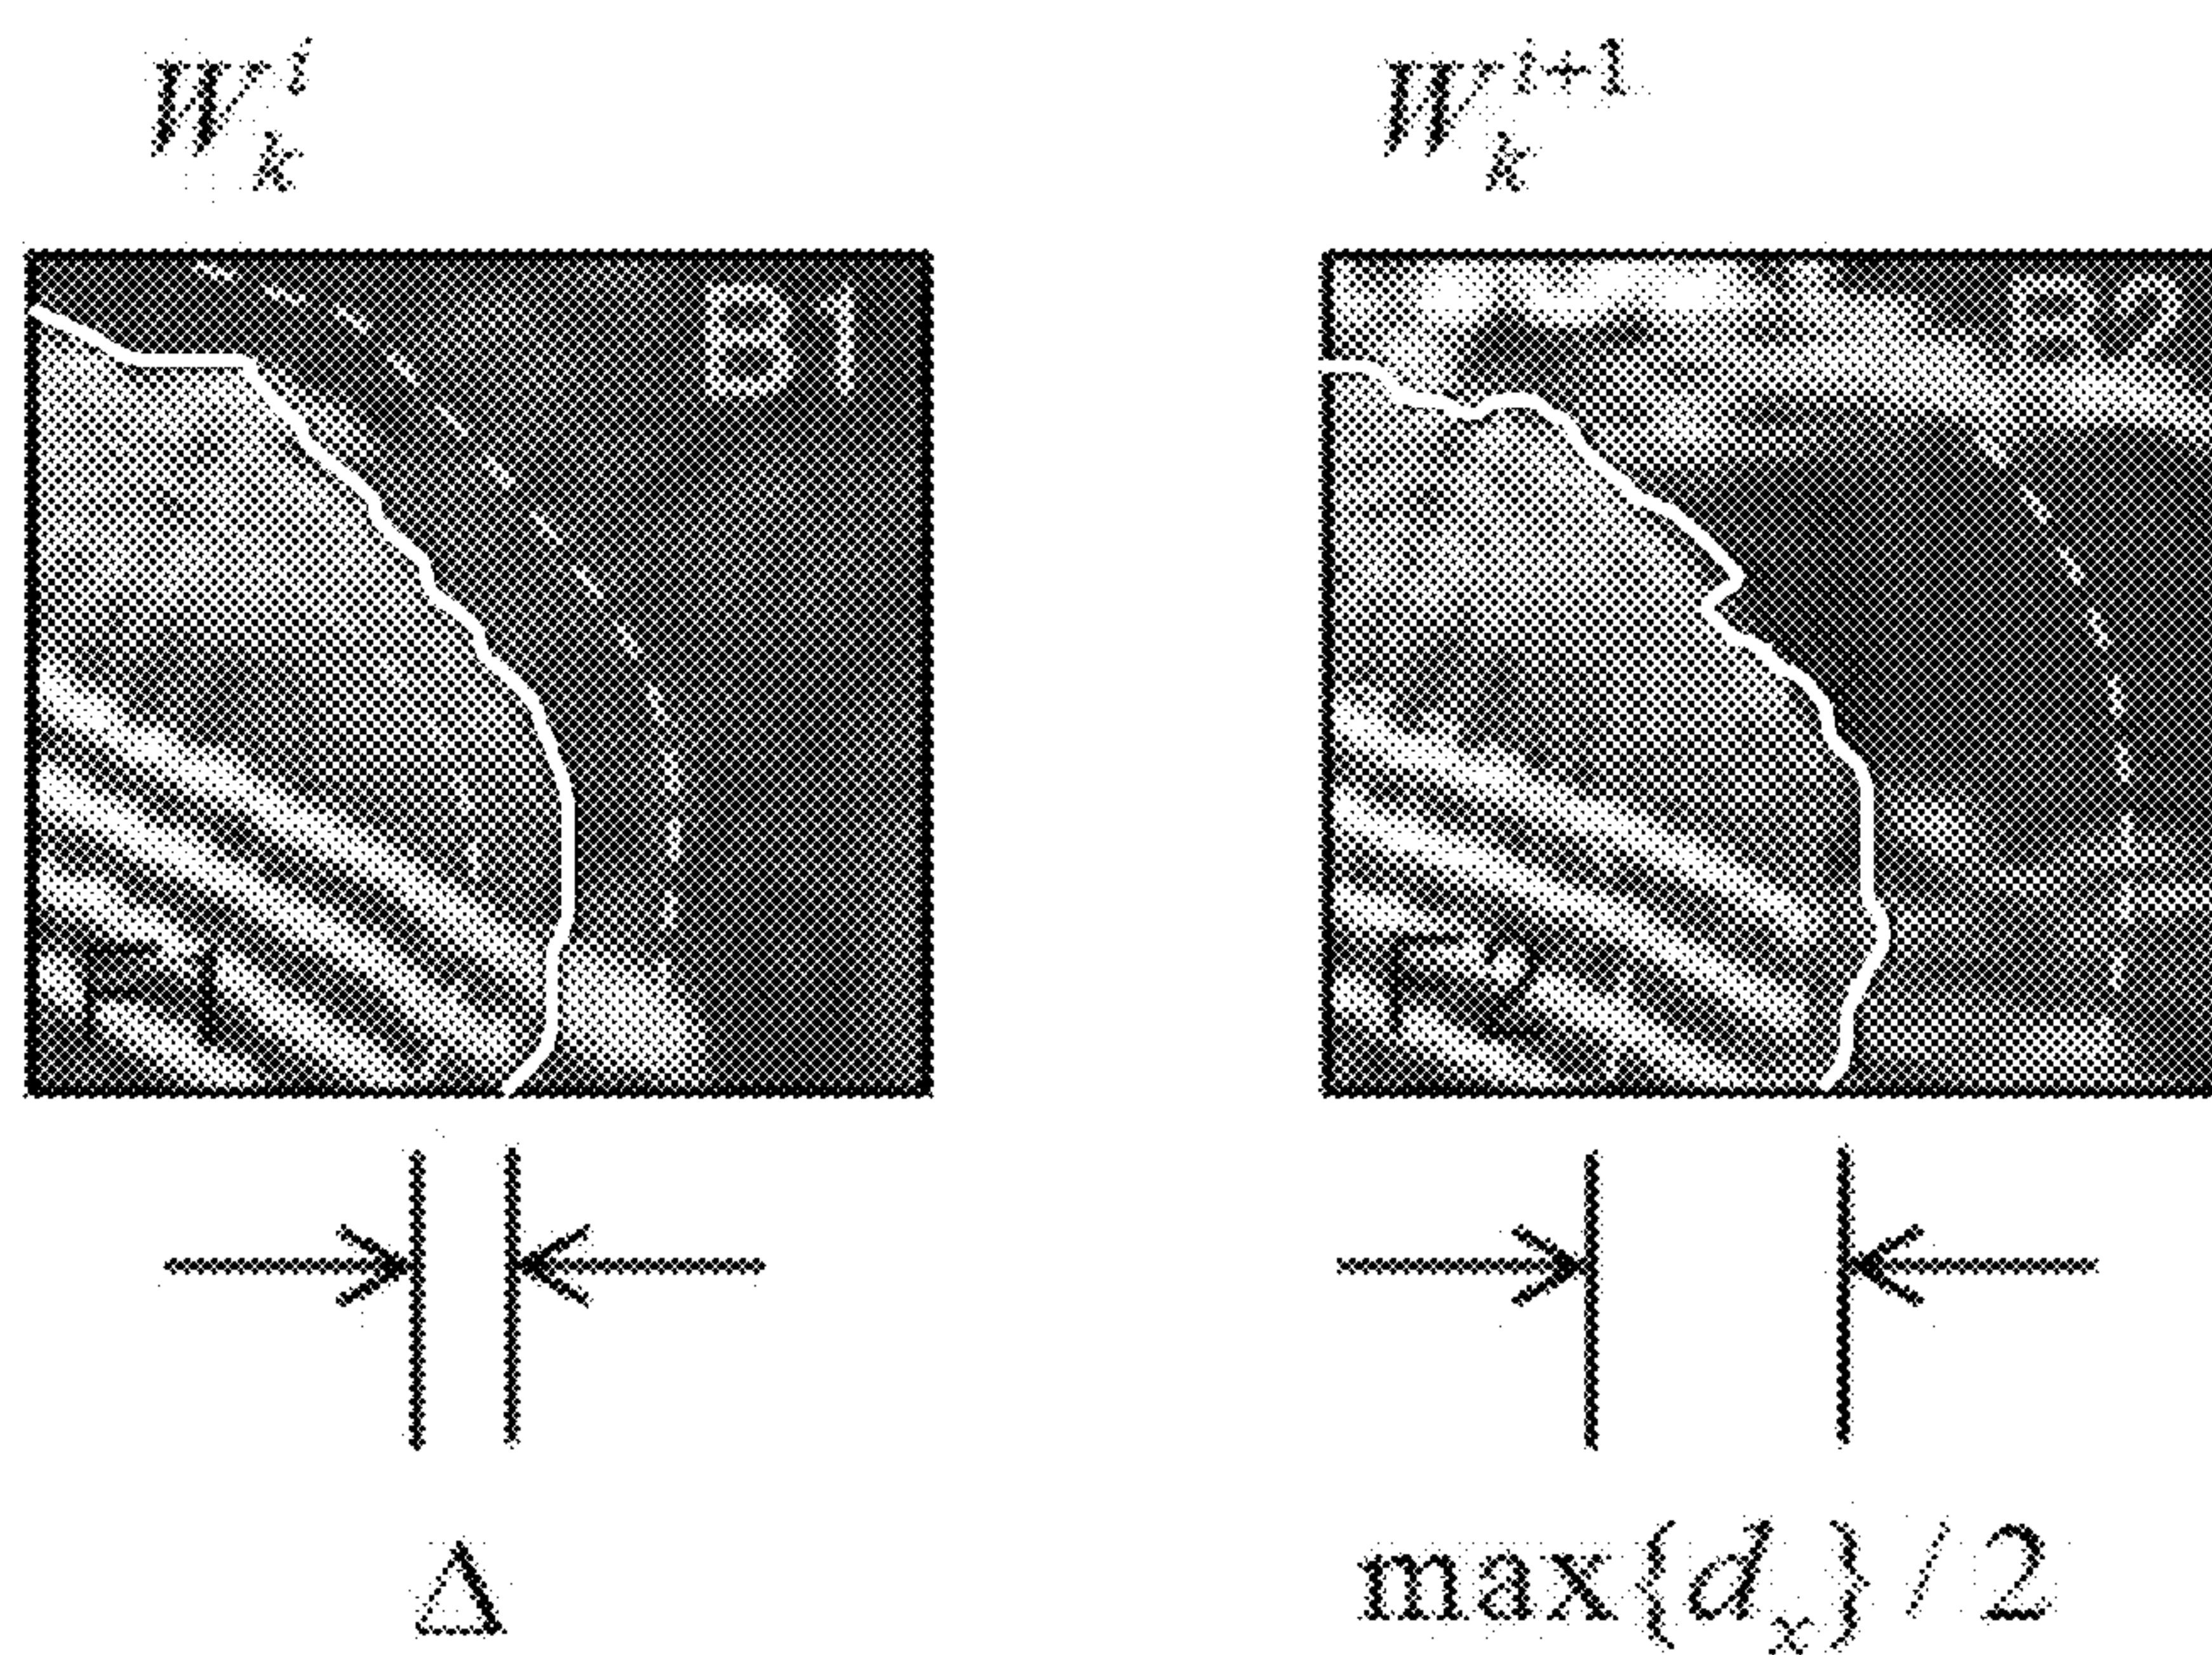 W_k^i W_k^{i+1}
B1 B2
F1 F2
Δ max{d_x}/2